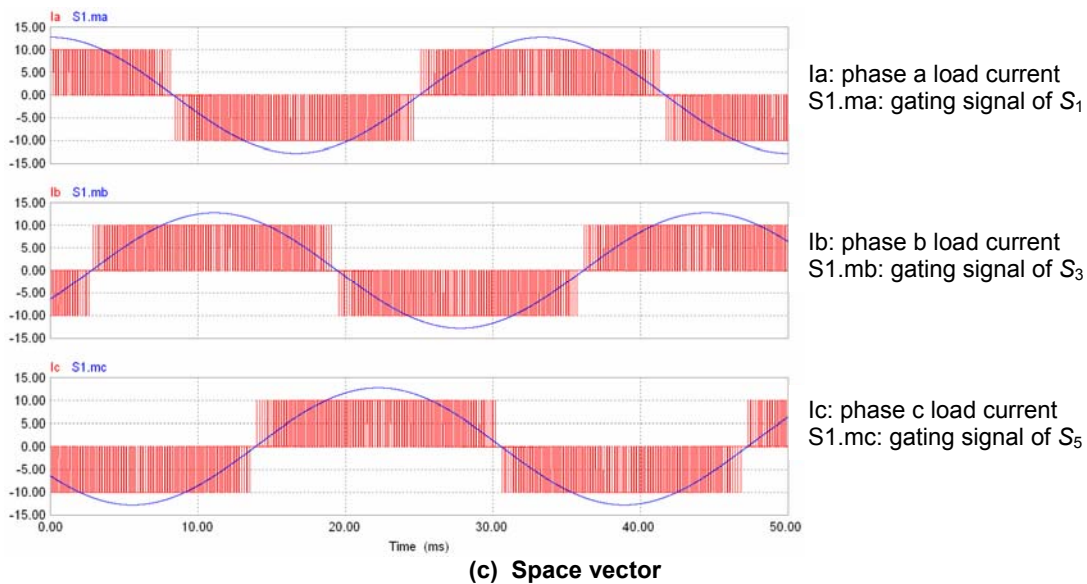 Ia S1.ma
15.00
10.00
5.00
0.00
-5.00
-10.00
-15.00
Ia: phase a load current
S1.ma: gating signal of S1
Ib S1.mb
15.00
10.00
5.00
0.00
-5.00
-10.00
-15.00
Ib: phase b load current
S1.mb: gating signal of S3
Ic S1.mc
15.00
10.00
5.00
0.00
-5.00
-10.00
-15.00
Ic: phase c load current
S1.mc: gating signal of S5
0.00 10.00 20.00 30.00 40.00 50.00
Time (ms)
(c) Space vector